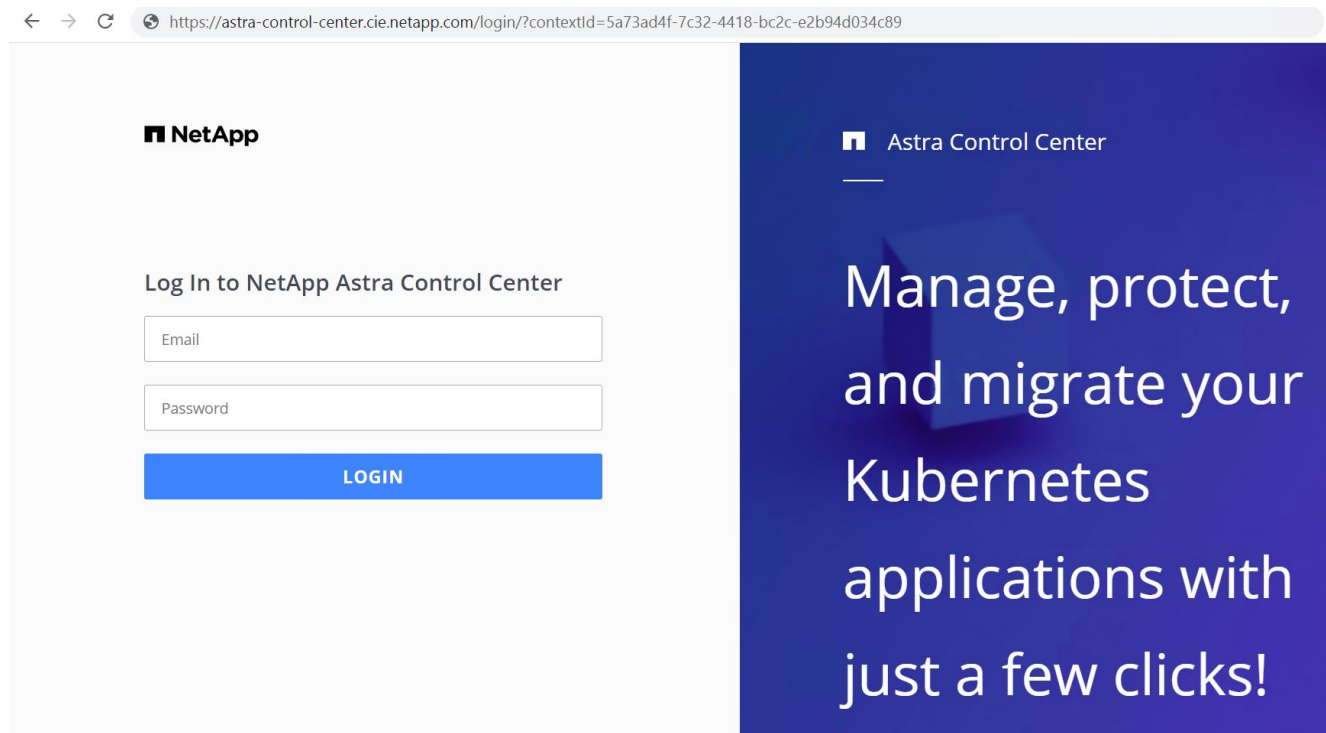 https://astra-control-center.cie.netapp.com/login/?contextId=5a73ad4f-7c32-4418-bc2c-e2b94d034c89
NetApp
Log In to NetApp Astra Control Center
Email
Password
LOGIN
Astra Control Center
Manage, protect,
and migrate your
Kubernetes
applications with
just a few clicks!